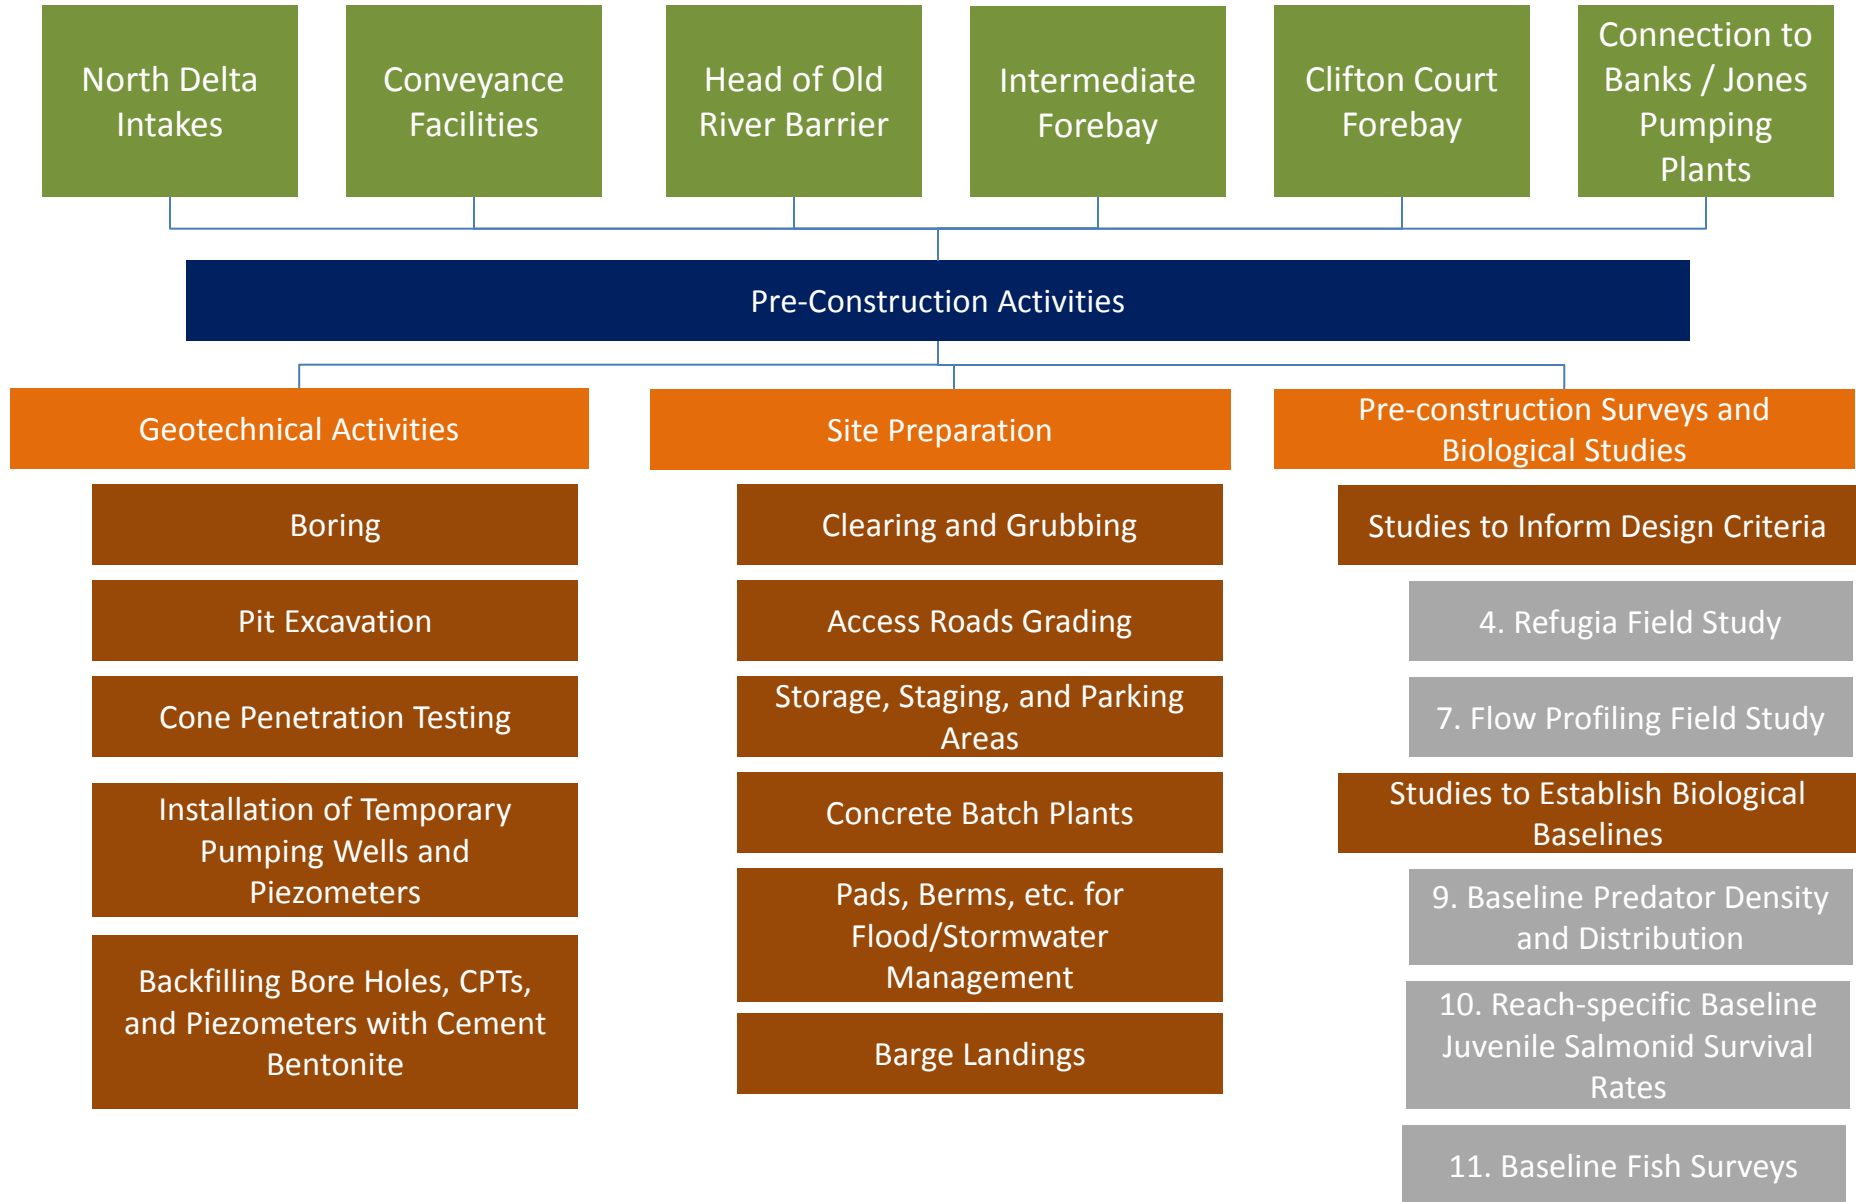 North Delta
Intakes
Conveyance
Facilities
Head of Old
River Barrier
Intermediate
Forebay
Clifton Court
Forebay
Connection to
Banks / Jones
Pumping
Plants
Pre-Construction Activities
Geotechnical Activities
Boring
Pit Excavation
Cone Penetration Testing
Installation of Temporary
Pumping Wells and
Piezometers
Backfilling Bore Holes, CPTs,
and Piezometers with Cement
Bentonite
Site Preparation
Clearing and Grubbing
Access Roads Grading
Storage, Staging, and Parking
Areas
Concrete Batch Plants
Pads, Berms, etc. for
Flood/Stormwater
Management
Barge Landings
Pre-construction Surveys and
Biological Studies
Studies to Inform Design Criteria
4. Refugia Field Study
7. Flow Profiling Field Study
Studies to Establish Biological
Baselines
9. Baseline Predator Density
and Distribution
10. Reach-specific Baseline
Juvenile Salmonid Survival
Rates
11. Baseline Fish Surveys